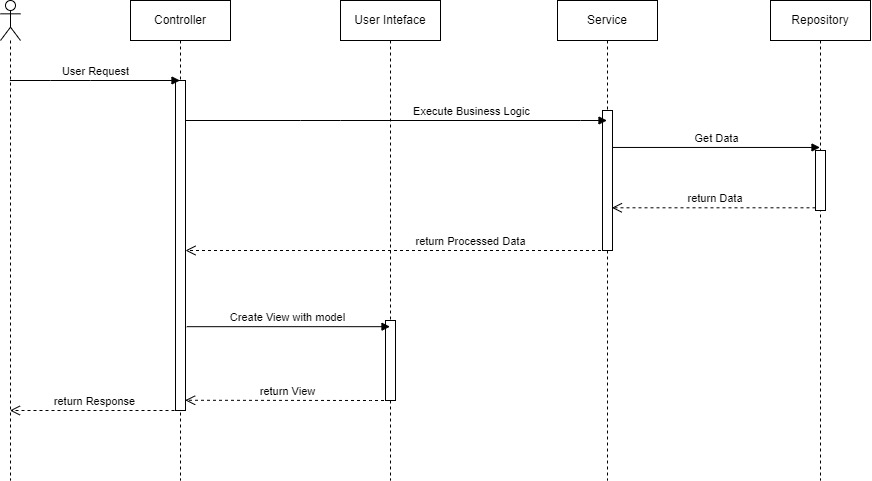 Controller
User Inteface
Service
Repository
User Request
Execute Business Logic
Get Data
return Data
return Processed Data
Create View with model
return View
return Response